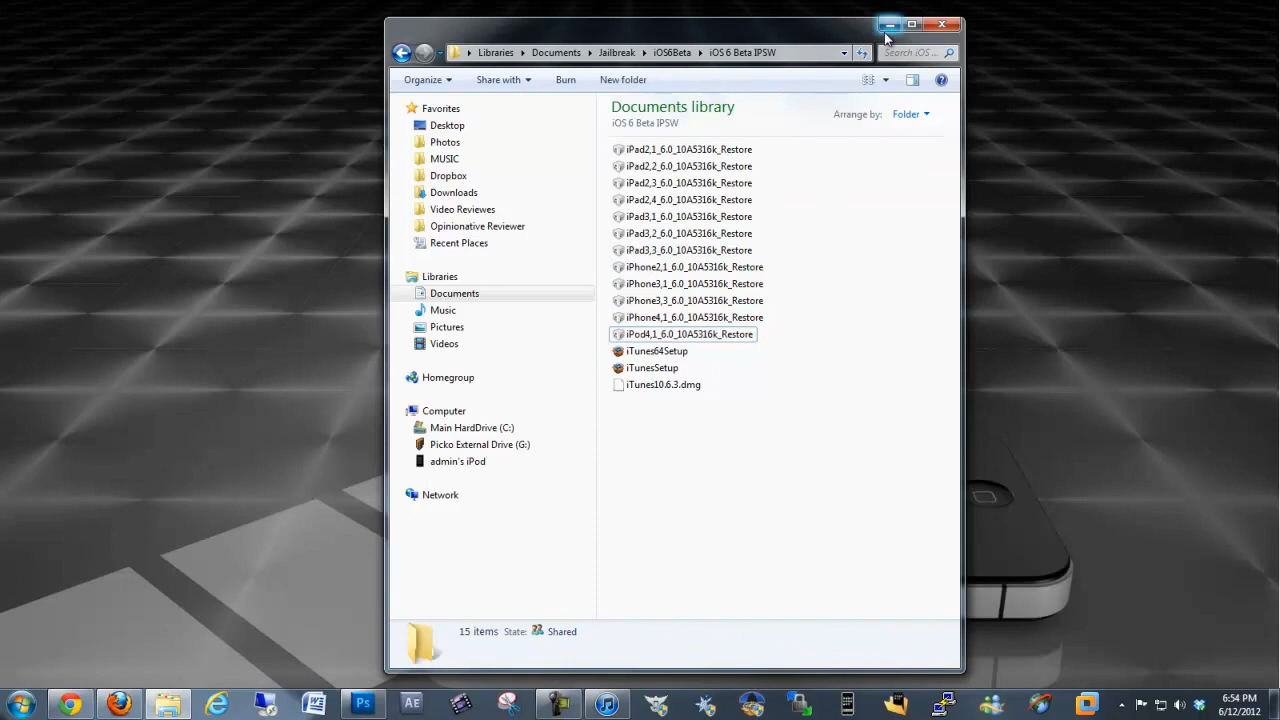 Libraries Documents Jailbreak iOS6Beta iOS 6 Beta IPSW
Search iOS ...
Organize Share with Burn New folder
Favorites
Desktop
Photos
MUSIC
Dropbox
Downloads
Video Reviewes
Opinionative Reviewer
Recent Places
Libraries
Documents
Music
Pictures
Videos
Homegroup
Computer
Main HardDrive (C:)
Picko External Drive (G:)
admin's iPod
Network
Documents library
iOS 6 Beta IPSW
Arrange by: Folder
iPad2,1_6.0_10A5316k_Restore
iPad2,2_6.0_10A5316k_Restore
iPad2,3_6.0_10A5316k_Restore
iPad2,4_6.0_10A5316k_Restore
iPad3,1_6.0_10A5316k_Restore
iPad3,2_6.0_10A5316k_Restore
iPad3,3_6.0_10A5316k_Restore
iPhone2,1_6.0_10A5316k_Restore
iPhone3,1_6.0_10A5316k_Restore
iPhone3,3_6.0_10A5316k_Restore
iPhone4,1_6.0_10A5316k_Restore
iPod4,1_6.0_10A5316k_Restore
iTunes64Setup
iTunesSetup
iTunes10.6.3.dmg
15 items State: Shared
Ps
AE
6:54 PM
6/12/2012